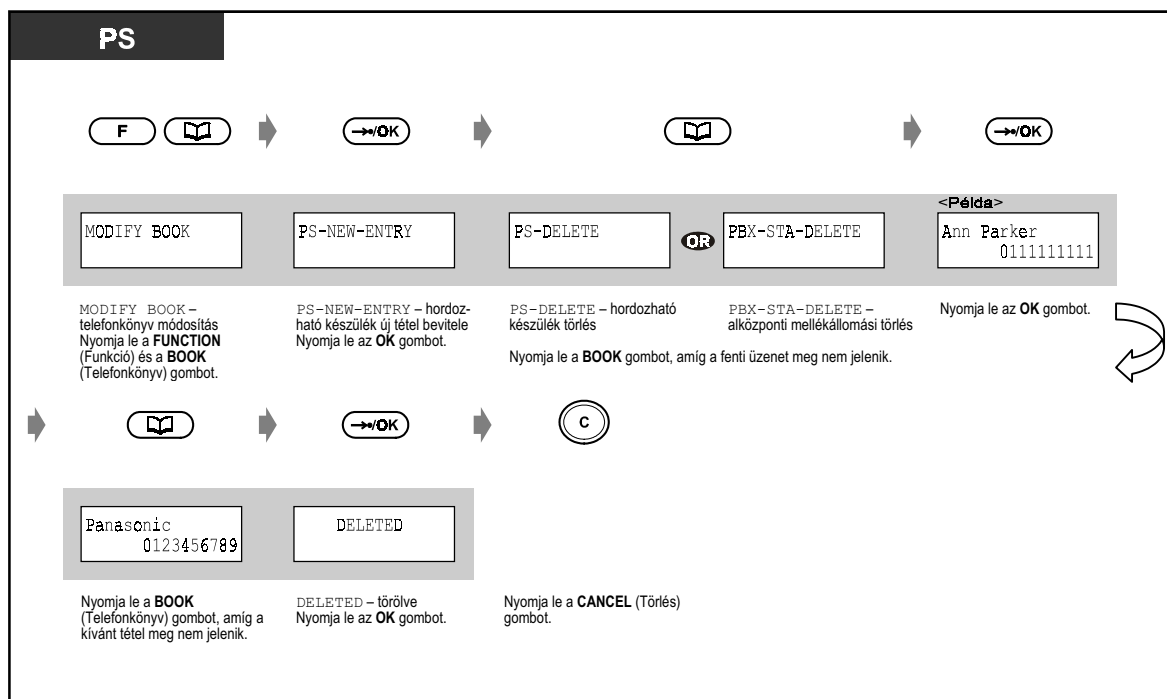 PS
F
→•/OK
→•/OK
<Példa>
MODIFY BOOK
PS-NEW-ENTRY
PS-DELETE
OR
PBX-STA-DELETE
Ann Parker
0111111111
MODIFY BOOK –
telefonkönyv módosítás
Nyomja le a FUNCTION
(Funkció) és a BOOK
(Telefonkönyv) gombot.
PS-NEW-ENTRY – hordoz-
ható készülék új tétel bevitele
Nyomja le az OK gombot.
PS-DELETE – hordozható
készülék törlés
PBX-STA-DELETE –
alközponti mellékállomási törlés
Nyomja le a BOOK gombot, amíg a fenti üzenet meg nem jelenik.
Nyomja le az OK gombot.
→•/OK
C
Panasonic
0123456789
DELETED
Nyomja le a BOOK
(Telefonkönyv) gombot, amíg a
kívánt tétel meg nem jelenik.
DELETED – törölve
Nyomja le az OK gombot.
Nyomja le a CANCEL (Törlés)
gombot.